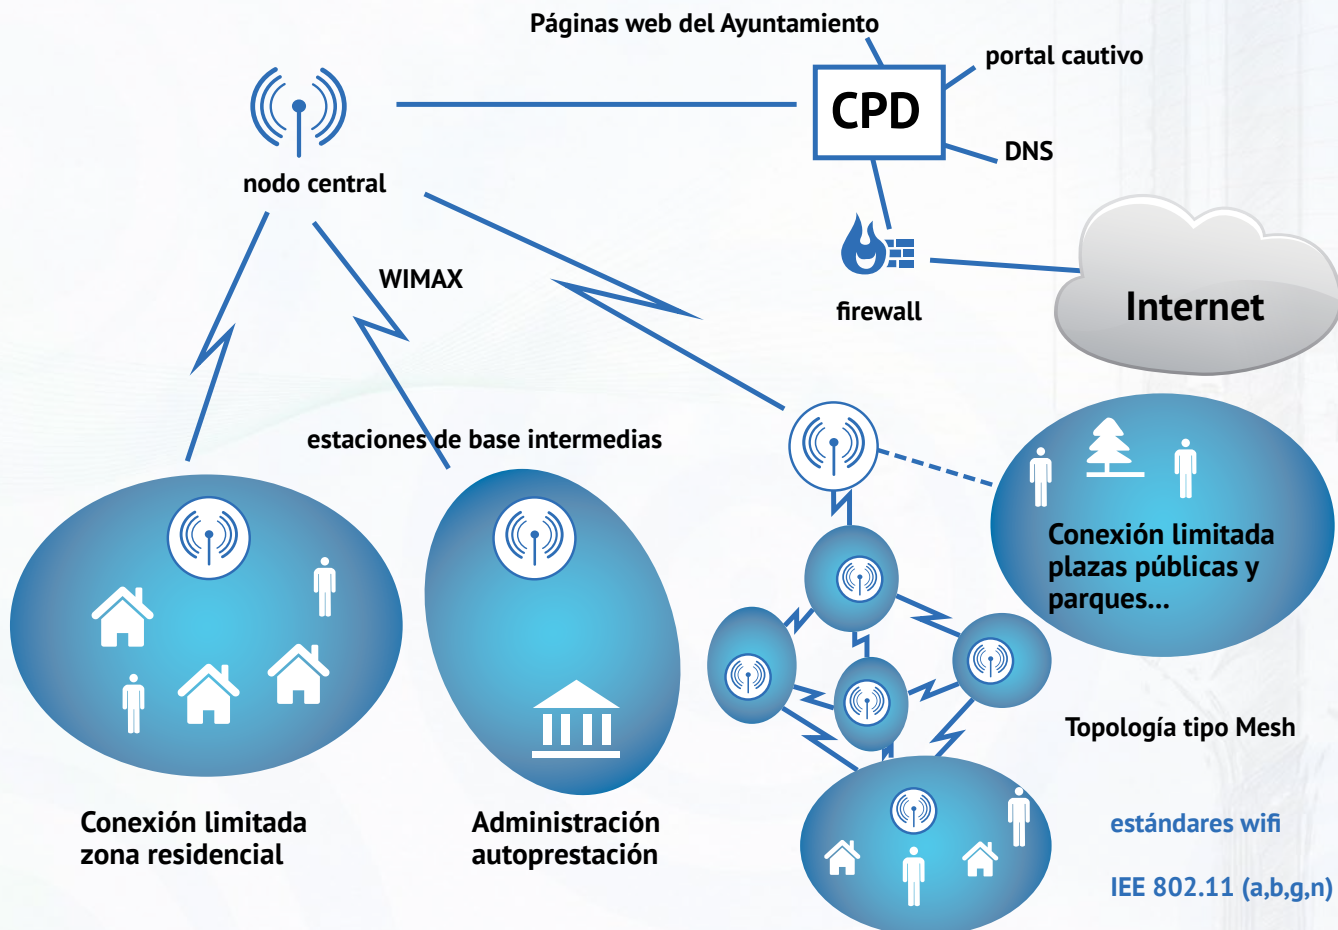 Páginas web del Ayuntamiento
portal cautivo
CPD
DNS
nodo central
WIMAX
firewall
Internet
estaciones de base intermedias
Conexión limitada
plazas públicas y
parques...
Topología tipo Mesh
Conexión limitada
zona residencial
Administración
autoprestación
estándares wifi
IEE 802.11 (a,b,g,n)